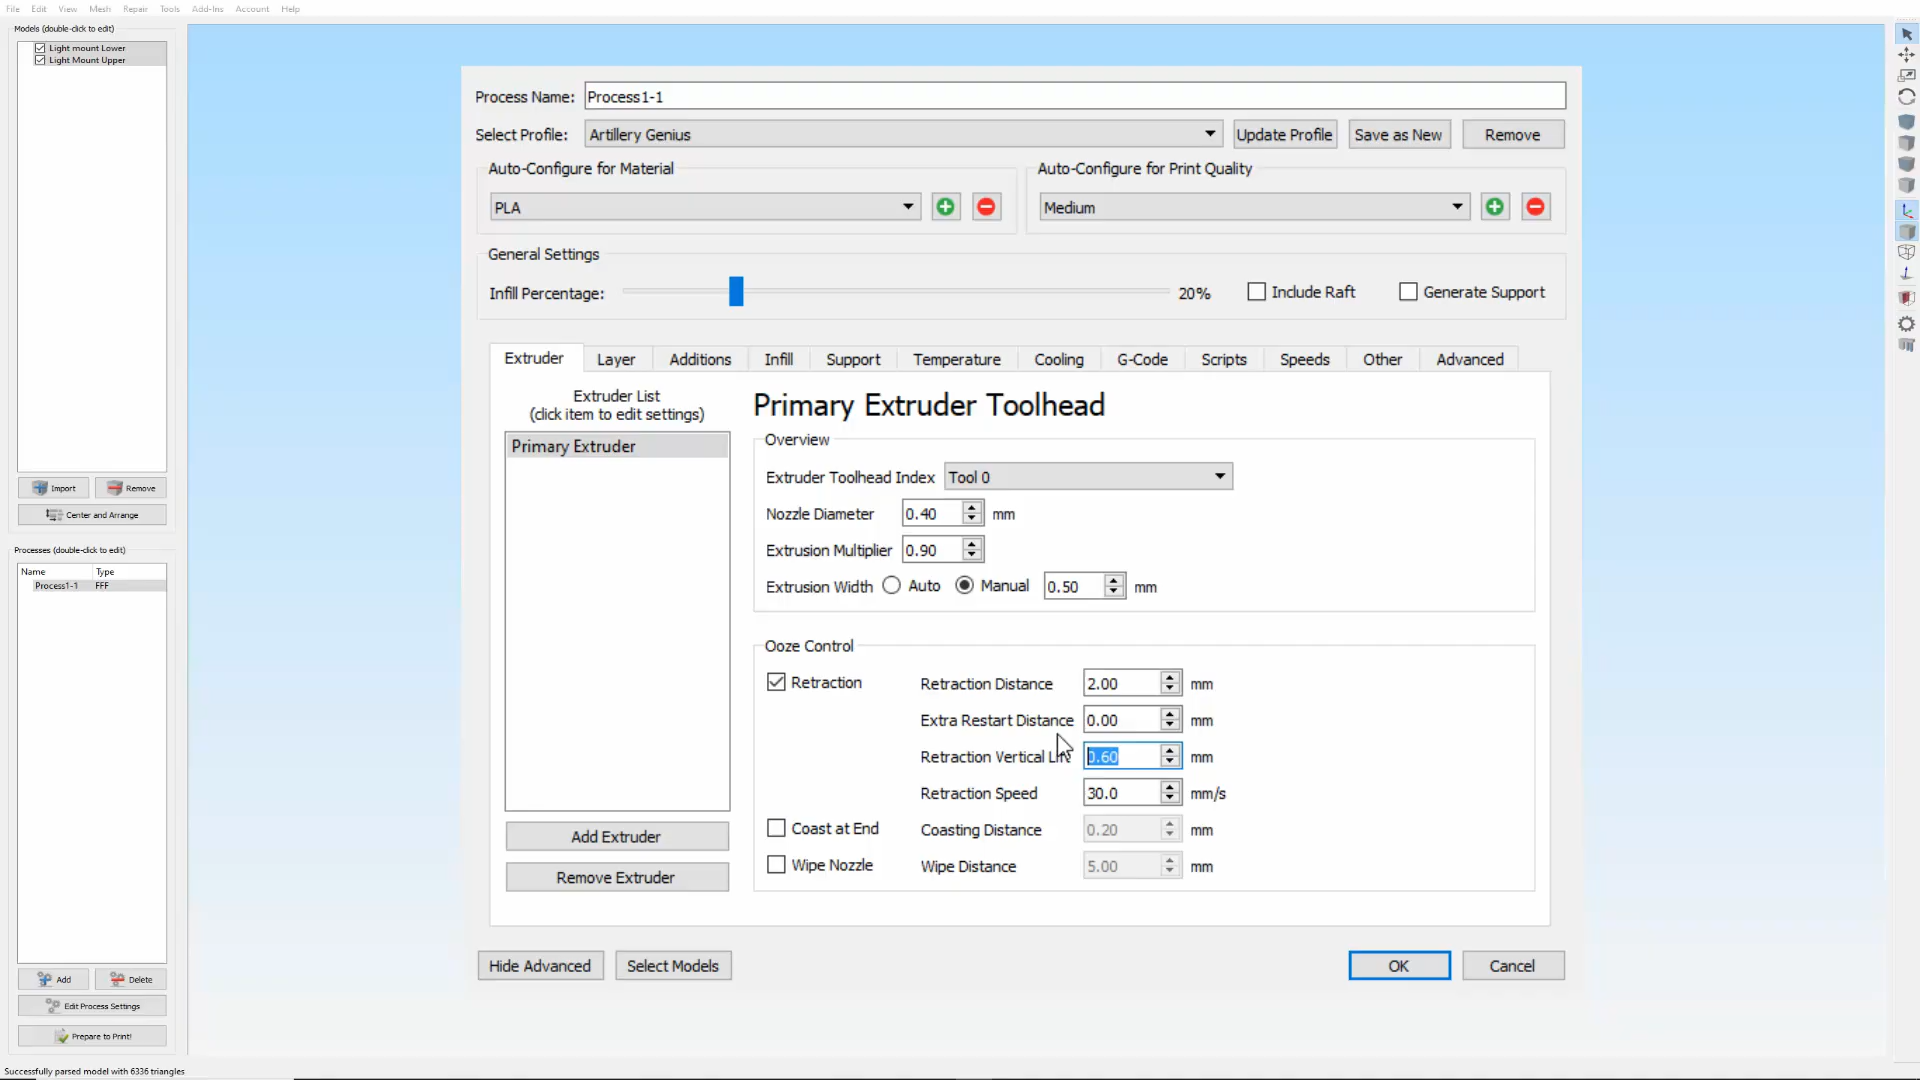 File Edit View Mesh Repair Tools Add-Ins Account Help
Models (double-click to edit)
Light mount Lower
Light Mount Upper
Import Remove
Center and Arrange
Processes (double-click to edit)
Name Type
Process1-1 FFF
Add Delete
Edit Process Settings
Prepare to Print!
Successfully parsed model with 6336 triangles
Process Name: Process1-1
Select Profile: Artillery Genius Update Profile Save as New Remove
Auto-Configure for Material
PLA
Auto-Configure for Print Quality
Medium
General Settings
Infill Percentage: 20% Include Raft Generate Support
Extruder Layer Additions Infill Support Temperature Cooling G-Code Scripts Speeds Other Advanced
Extruder List
(click item to edit settings)
Primary Extruder
Add Extruder
Remove Extruder
Primary Extruder Toolhead
Overview
Extruder Toolhead Index Tool 0
Nozzle Diameter 0.40 mm
Extrusion Multiplier 0.90
Extrusion Width Auto Manual 0.50 mm
Ooze Control
Retraction Retraction Distance 2.00 mm
Extra Restart Distance 0.00 mm
Retraction Vertical Lift 0.60 mm
Retraction Speed 30.0 mm/s
Coast at End Coasting Distance 0.20 mm
Wipe Nozzle Wipe Distance 5.00 mm
Hide Advanced Select Models OK Cancel